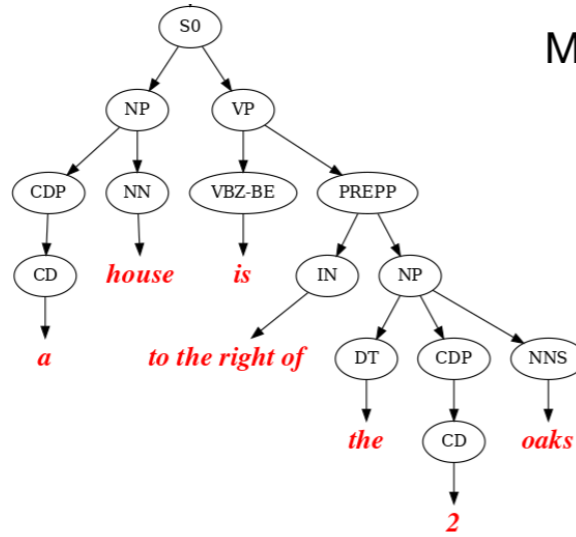 S0
M
NP VP
CDP NN VBZ-BE PREPP
CD house is IN NP
a to the right of DT CDP NNS
the CD oaks
2